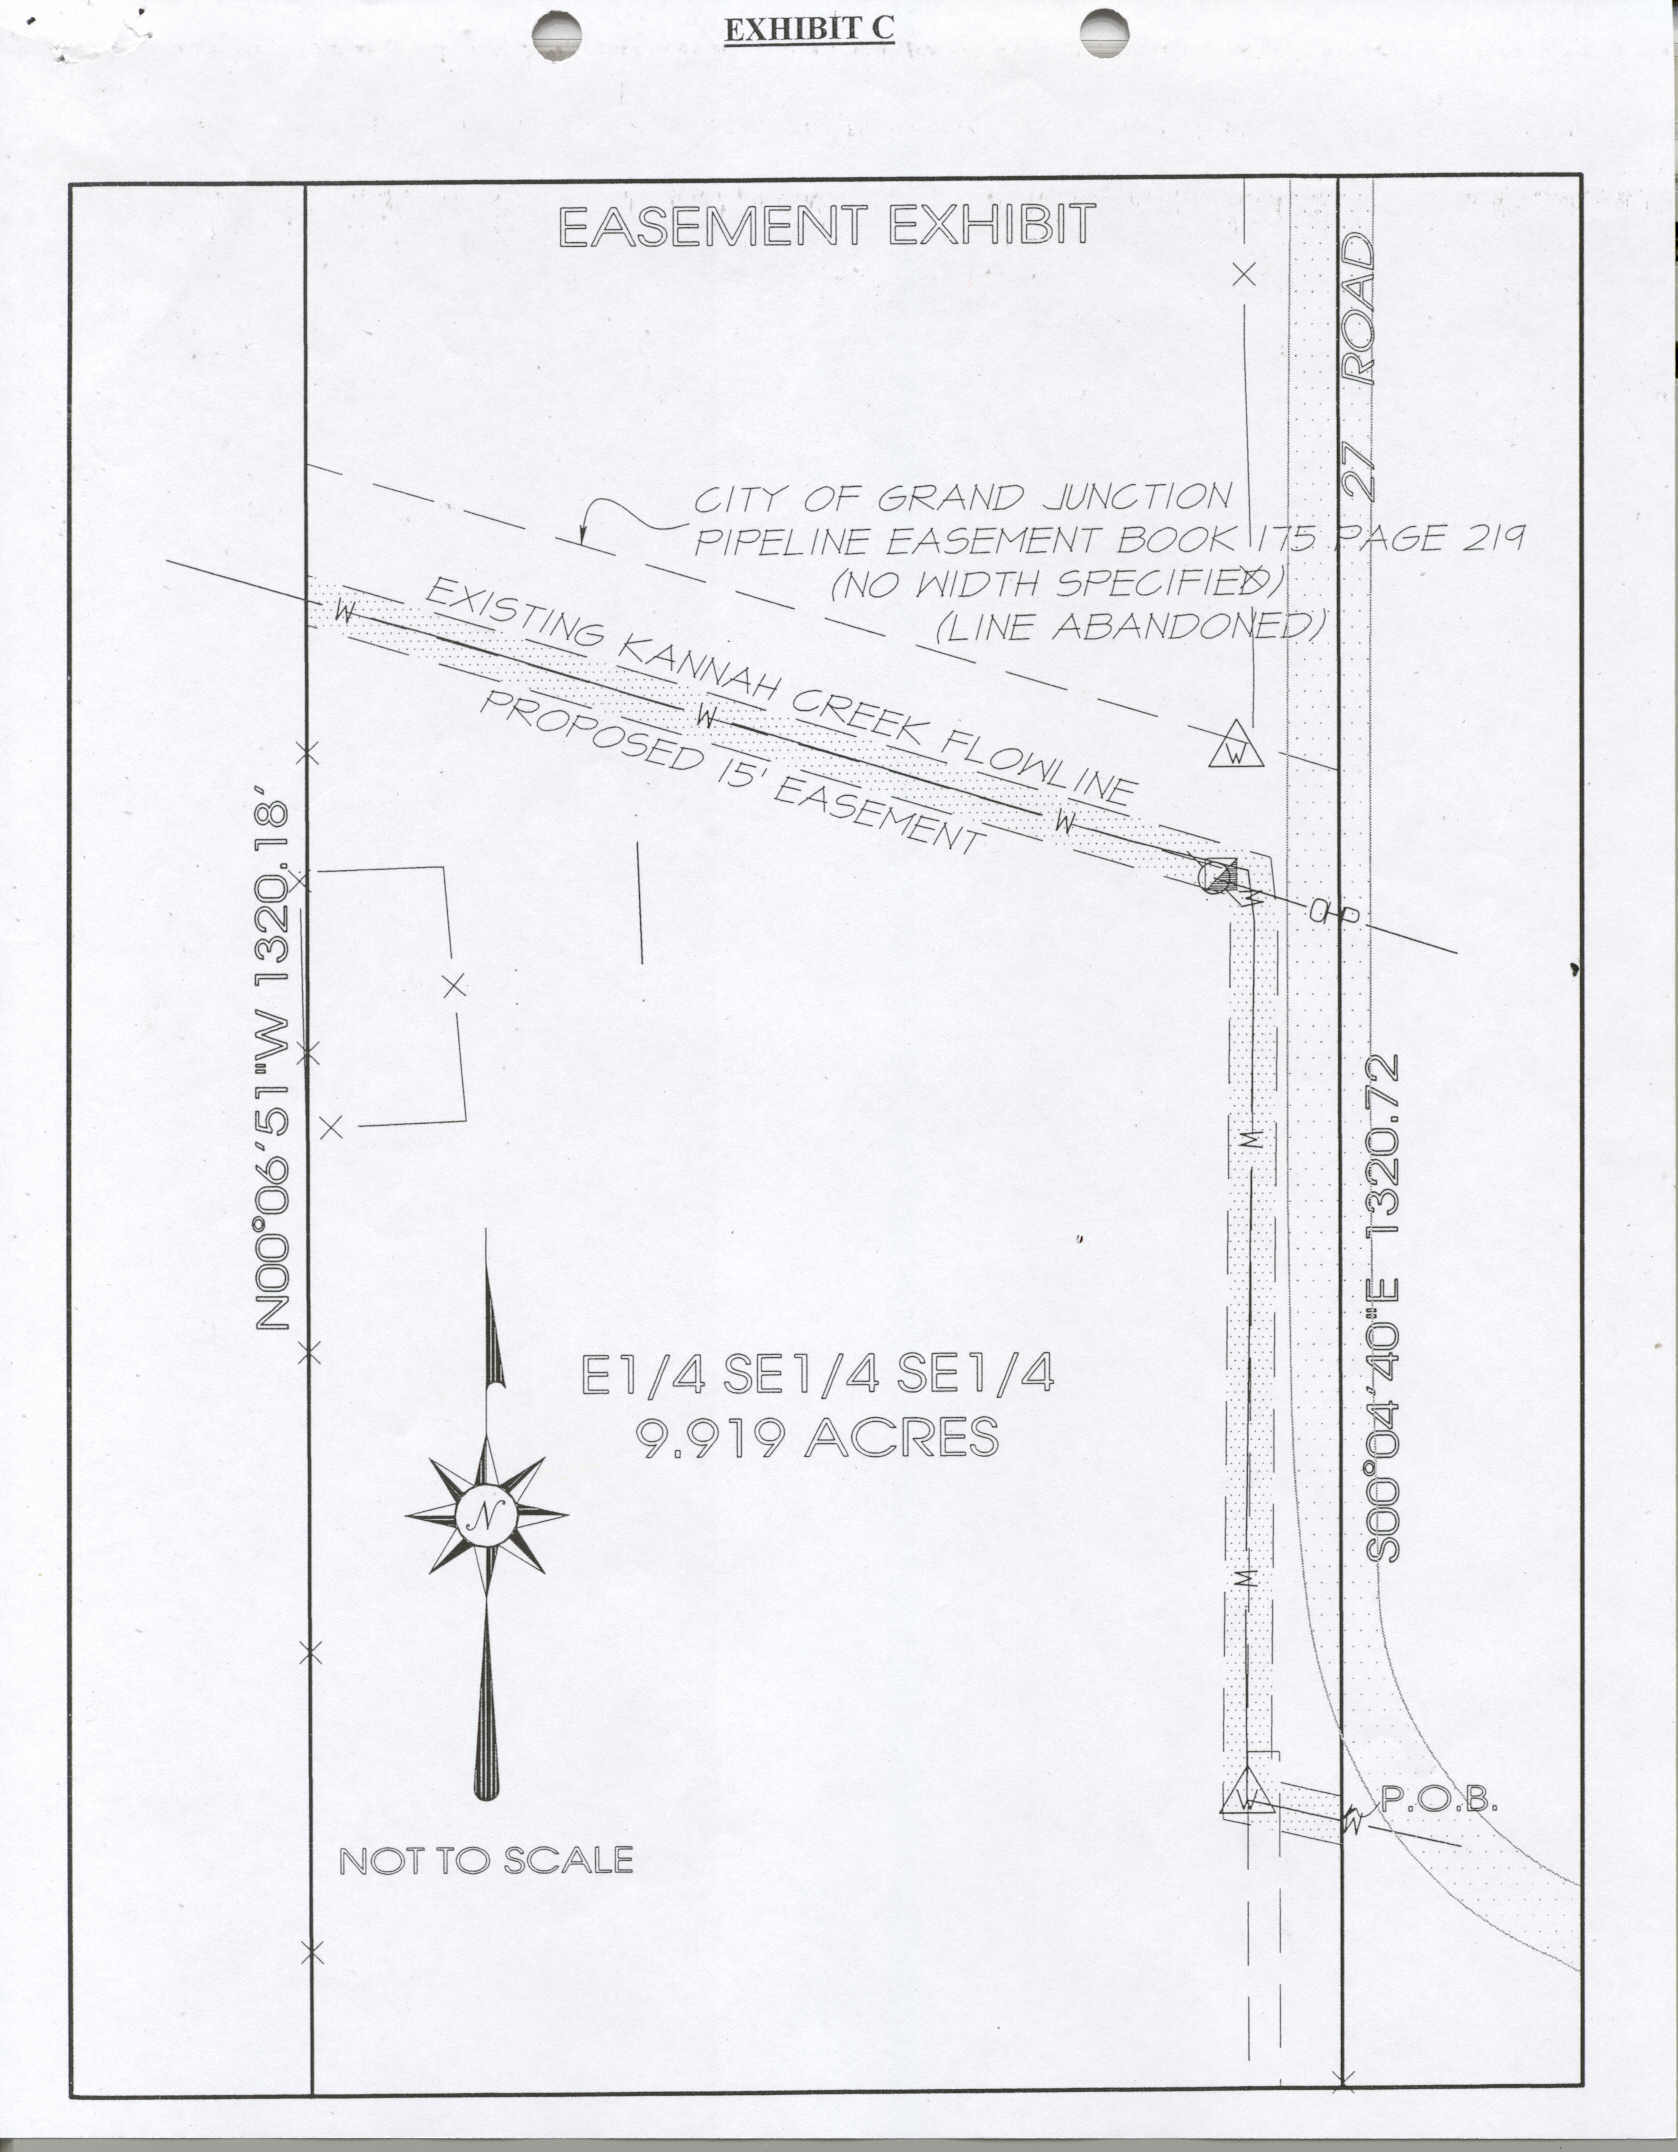 EXHIBIT C
EASEMENT EXHIBIT
27 ROAD
CITY OF GRAND JUNCTION
PIPELINE EASEMENT BOOK 175 PAGE 219
(NO WIDTH SPECIFIED)
(LINE ABANDONED)
W
EXISTING KANNAH CREEK FLOWLINE
W
PROPOSED 15' EASEMENT
W
W
W
OHP
N00°06'51"W 1320.18'
S00°04'40"E 1320.72
W
E1/4 SE1/4 SE1/4
9.919 ACRES
N
W
W
W
P.O.B.
NOT TO SCALE